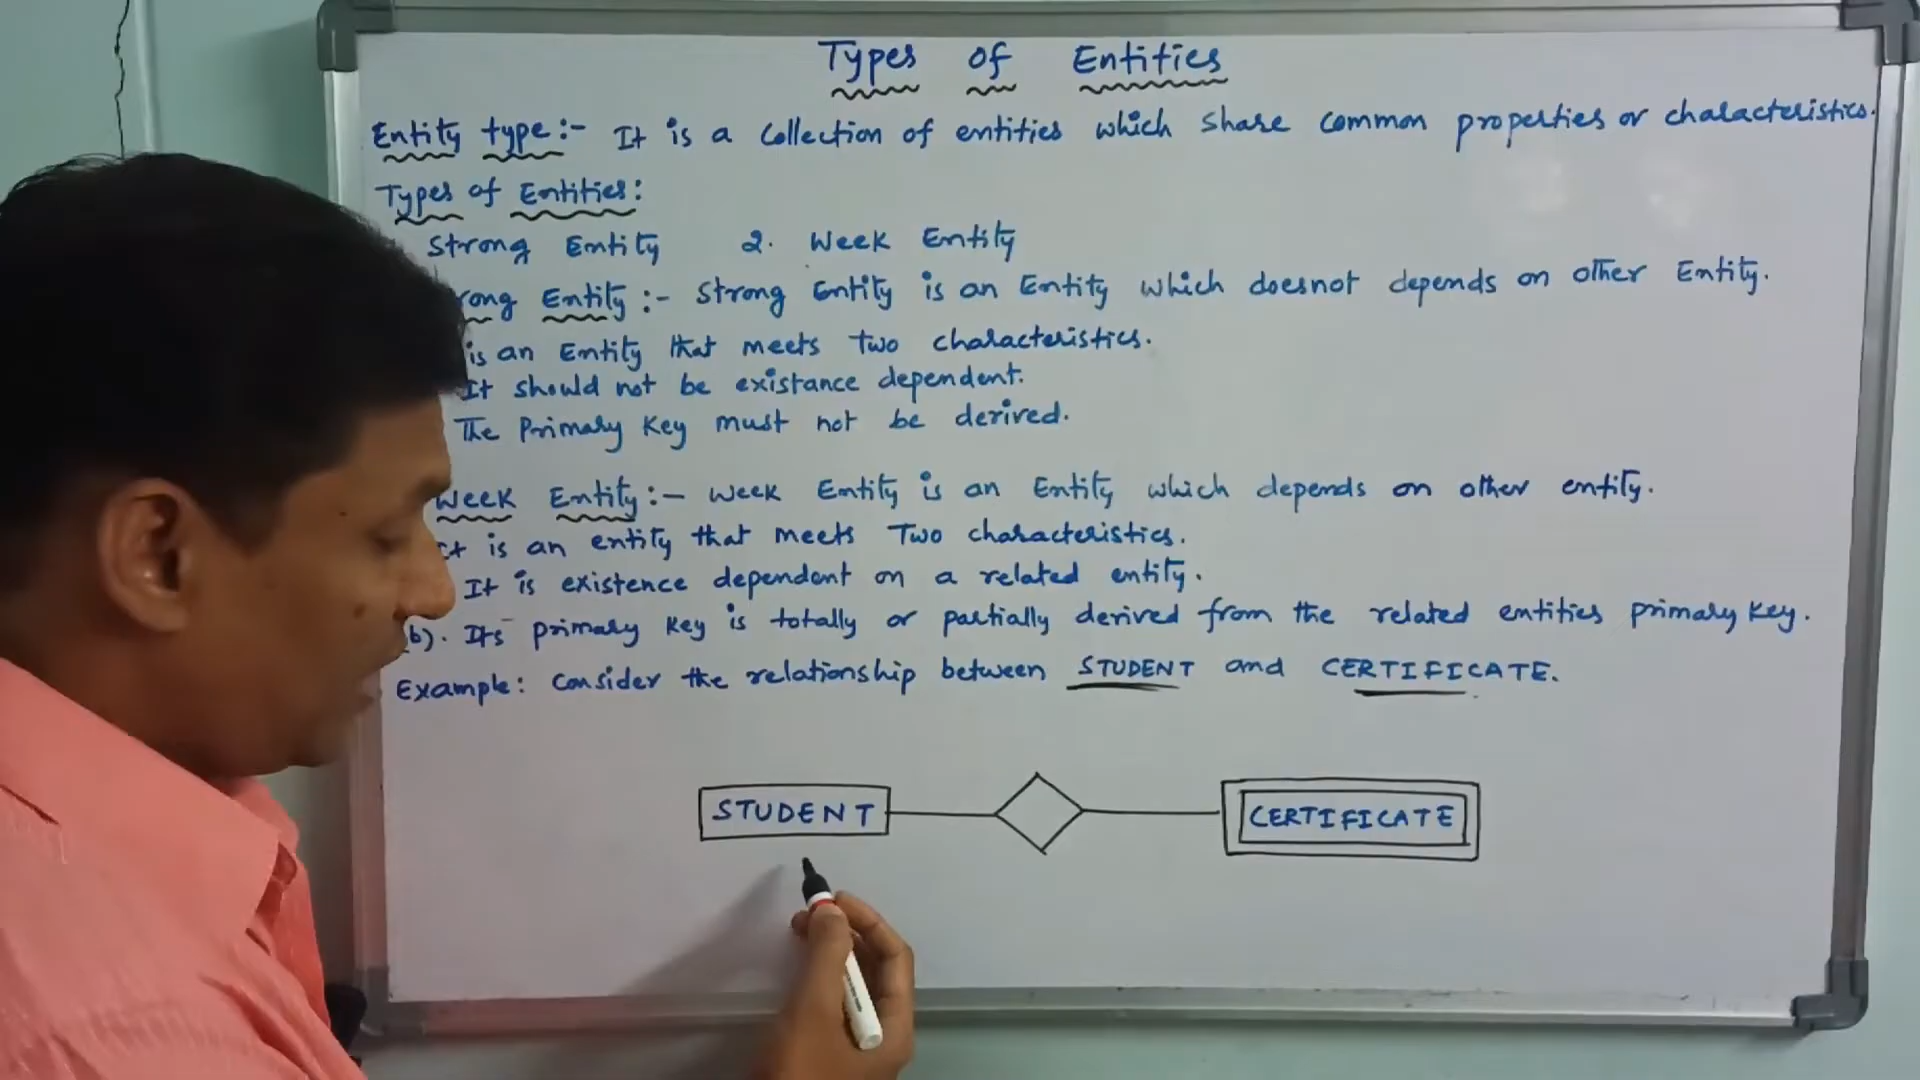 Types of Entities
Entity type:- It is a collection of entities which share common properties or characteristics.
Types of Entities:
Strong Entity 2. Week Entity
rong Entity :- Strong Entity is an Entity which doesnot depends on other Entity.
is an Entity that meets two characteristics.
It should not be existance dependent.
The Primary Key must not be derived.
Week Entity:- Week Entity is an Entity which depends on other entity.
It is an entity that meets Two characteristics.
It is existence dependent on a related entity.
(b). Its primary key is totally or partially derived from the related entities primary key.
Example: Consider the relationship between STUDENT and CERTIFICATE.
STUDENT CERTIFICATE